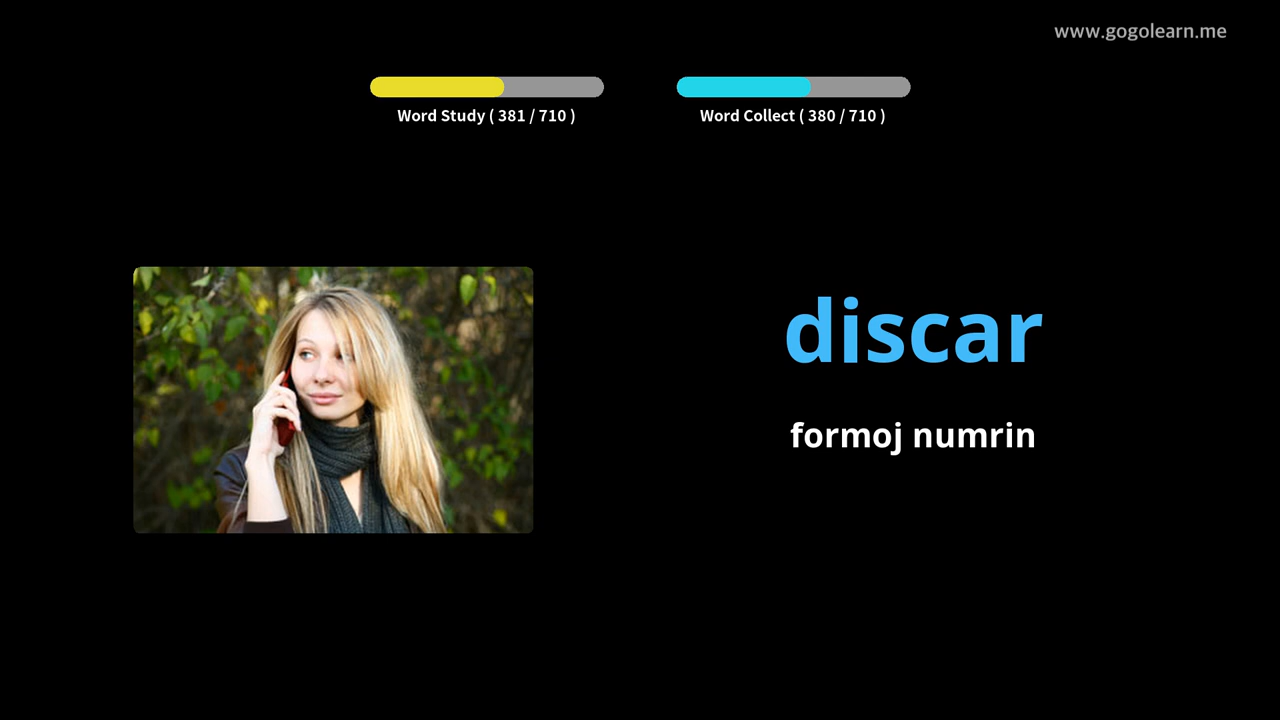 www.gogolearn.me
Word Study ( 381 / 710 )
Word Collect ( 380 / 710 )
discar
formoj numrin